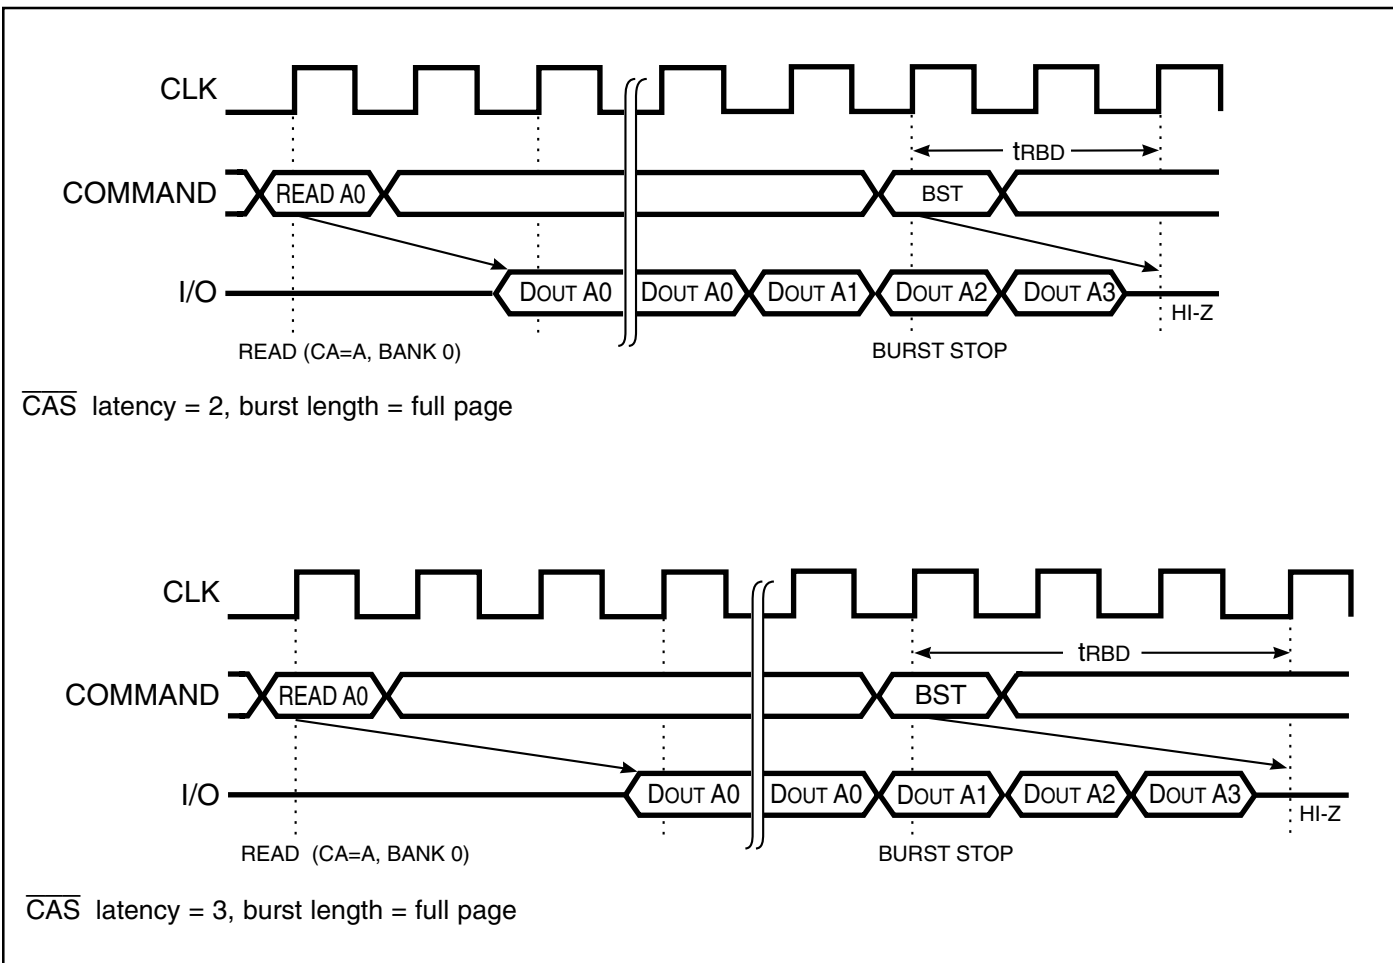 CLK
tRBD
COMMAND READ A0 BST
I/O DOUT A0 DOUT A0 DOUT A1 DOUT A2 DOUT A3
HI-Z
READ (CA=A, BANK 0) BURST STOP
CAS latency = 2, burst length = full page
CLK
tRBD
COMMAND READ A0 BST
I/O DOUT A0 DOUT A0 DOUT A1 DOUT A2 DOUT A3
HI-Z
READ (CA=A, BANK 0) BURST STOP
CAS latency = 3, burst length = full page